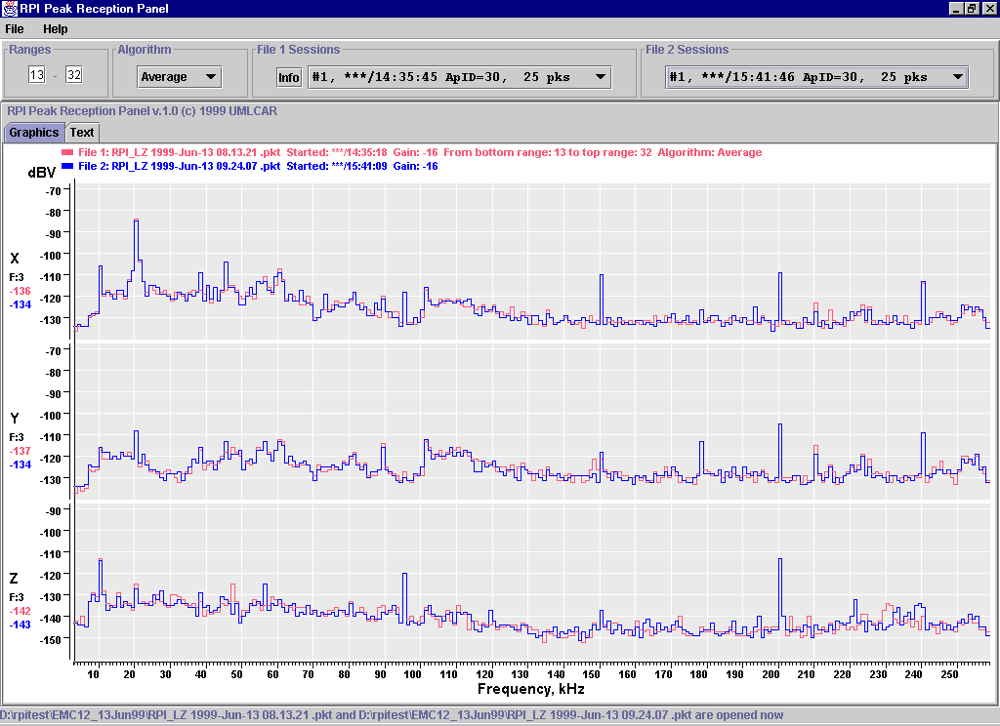 RPI Peak Reception Panel
File Help
Ranges Algorithm File 1 Sessions File 2 Sessions
13 - 32 Average Info #1, ***/14:35:45 ApID=30, 25 pks #1, ***/15:41:46 ApID=30, 25 pks
RPI Peak Reception Panel v.1.0 (c) 1999 UMLCAR
Graphics Text
File 1: RPI_LZ 1999-Jun-13 08.13.21 .pkt Started: ***/14:35:18 Gain: -16 From bottom range: 13 to top range: 32 Algorithm: Average
File 2: RPI_LZ 1999-Jun-13 09.24.07 .pkt Started: ***/15:41:09 Gain: -16
dBV
-70
-80
-90
-100
-110
-120
-130
X
F:3
-136
-134
-70
-80
-90
-100
-110
-120
-130
Y
F:3
-137
-134
-90
-100
-110
-120
-130
-140
-150
Z
F:3
-142
-143
10 20 30 40 50 60 70 80 90 100 110 120 130 140 150 160 170 180 190 200 210 220 230 240 250
Frequency, kHz
D:\rpitest\EMC12_13Jun99\RPI_LZ 1999-Jun-13 08.13.21 .pkt and D:\rpitest\EMC12_13Jun99\RPI_LZ 1999-Jun-13 09.24.07 .pkt are opened now